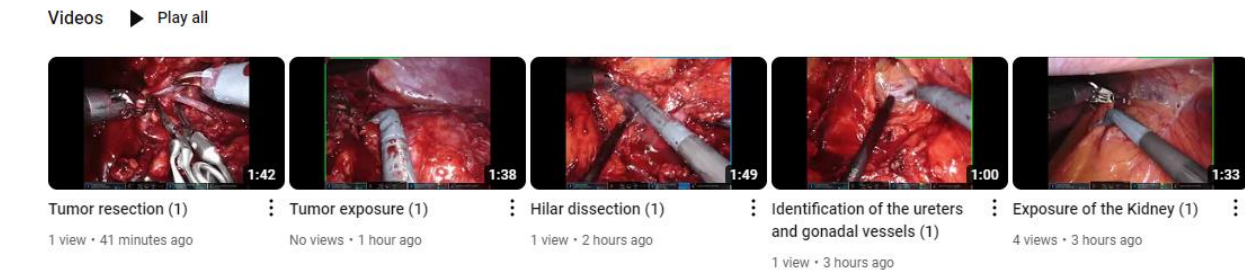 Videos Play all
1:42
1:38
1:49
1:00
1:33
Tumor resection (1)
1 view • 41 minutes ago
Tumor exposure (1)
No views • 1 hour ago
Hilar dissection (1)
1 view • 2 hours ago
Identification of the ureters
and gonadal vessels (1)
1 view • 3 hours ago
Exposure of the Kidney (1)
4 views • 3 hours ago